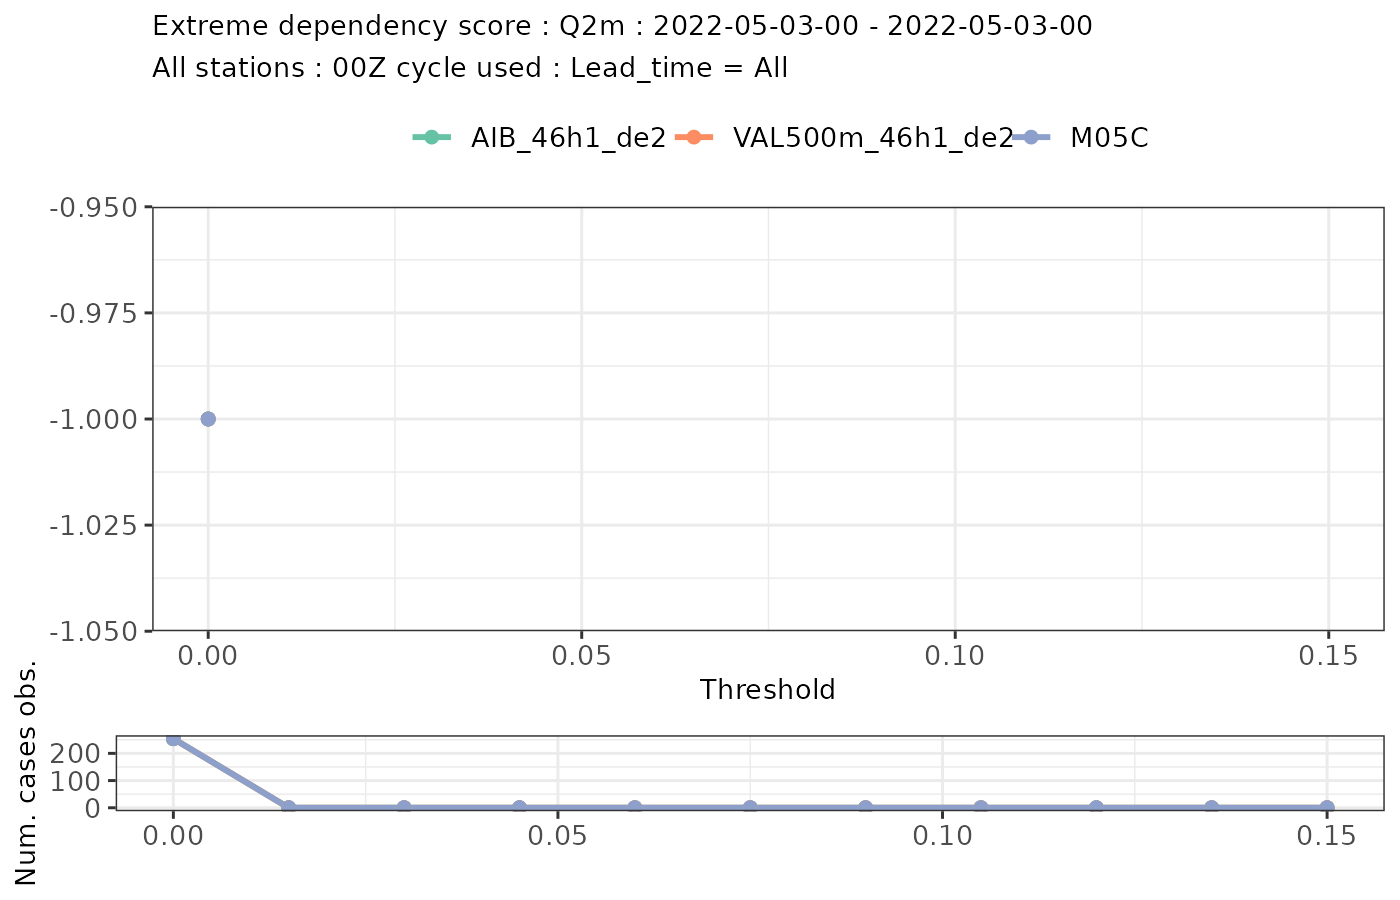 Extreme dependency score : Q2m : 2022-05-03-00 - 2022-05-03-00
All stations : 00Z cycle used : Lead_time = All
AIB_46h1_de2 VAL500m_46h1_de2 M05C
-0.950
-0.975
-1.000
-1.025
-1.050
0.00 0.05 0.10 0.15
Threshold
Num. cases obs.
200
100
0
0.00 0.05 0.10 0.15